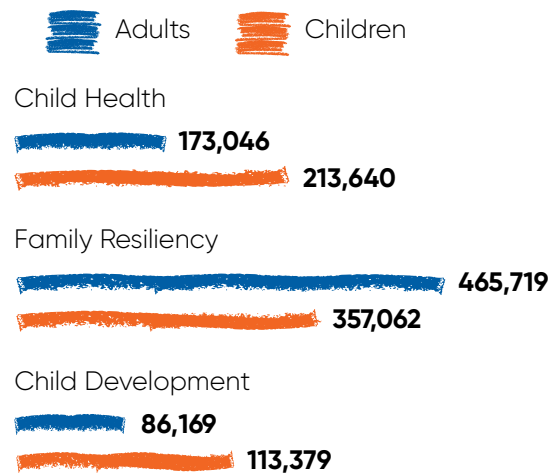 Adults Children
Child Health
173,046
213,640
Family Resiliency
465,719
357,062
Child Development
86,169
113,379